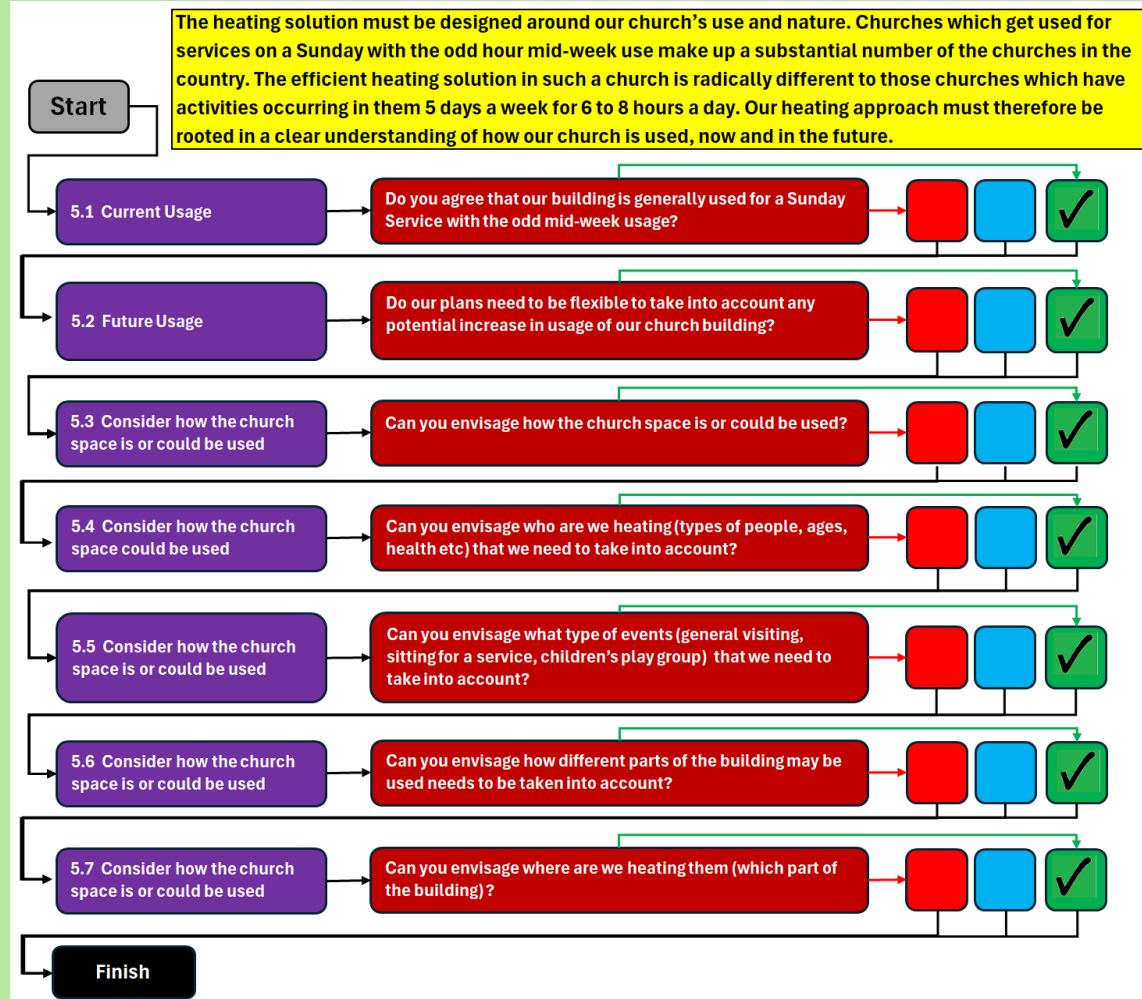 The heating solution must be designed around our church’s use and nature. Churches which get used for
services on a Sunday with the odd hour mid-week use make up a substantial number of the churches in the
country. The efficient heating solution in such a church is radically different to those churches which have
activities occurring in them 5 days a week for 6 to 8 hours a day. Our heating approach must therefore be
rooted in a clear understanding of how our church is used, now and in the future.
Start
5.1 Current Usage
Do you agree that our building is generally used for a Sunday
Service with the odd mid-week usage?
5.2 Future Usage
Do our plans need to be flexible to take into account any
potential increase in usage of our church building?
5.3 Consider how the church
space is or could be used
Can you envisage how the church space is or could be used?
5.4 Consider how the church
space could be used
Can you envisage who are we heating (types of people, ages,
health etc) that we need to take into account?
5.5 Consider how the church
space is or could be used
Can you envisage what type of events (general visiting,
sitting for a service, children’s play group) that we need to
take into account?
5.6 Consider how the church
space is or could be used
Can you envisage how different parts of the building may be
used needs to be taken into account?
5.7 Consider how the church
space is or could be used
Can you envisage where are we heating them (which part of
the building)?
Finish